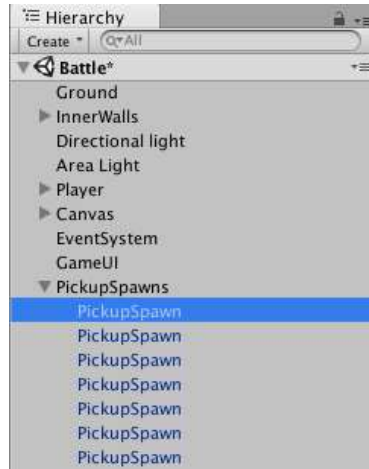 Hierarchy
Create All
Battle*
Ground
InnerWalls
Directional light
Area Light
Player
Canvas
EventSystem
GameUI
PickupSpawns
PickupSpawn
PickupSpawn
PickupSpawn
PickupSpawn
PickupSpawn
PickupSpawn
PickupSpawn